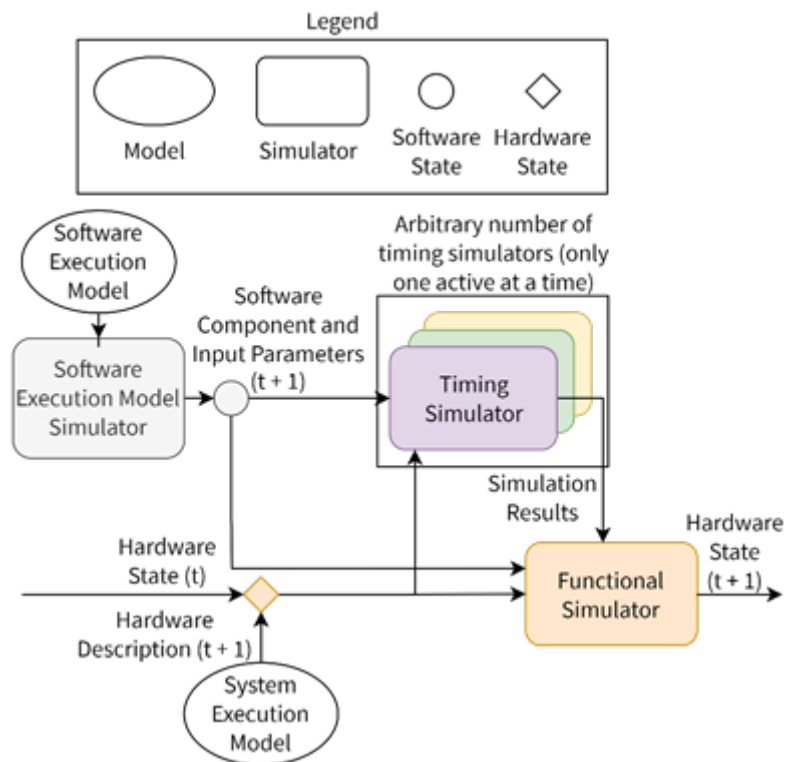 Legend
Model
Simulator
Software
State
Hardware
State
Software
Execution
Model
Arbitrary number of
timing simulators (only
one active at a time)
Software
Component and
Input Parameters
(t + 1)
Software
Execution Model
Simulator
Timing
Simulator
Simulation
Results
Hardware
State (t)
Hardware
Description (t + 1)
Functional
Simulator
Hardware
State
(t + 1)
System
Execution
Model